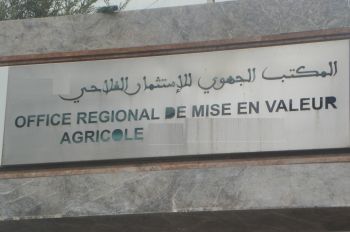 المكتب الجهوي للإستثمار الفلاحي
OFFICE REGIONAL DE MISE EN VALEUR
AGRICOLE